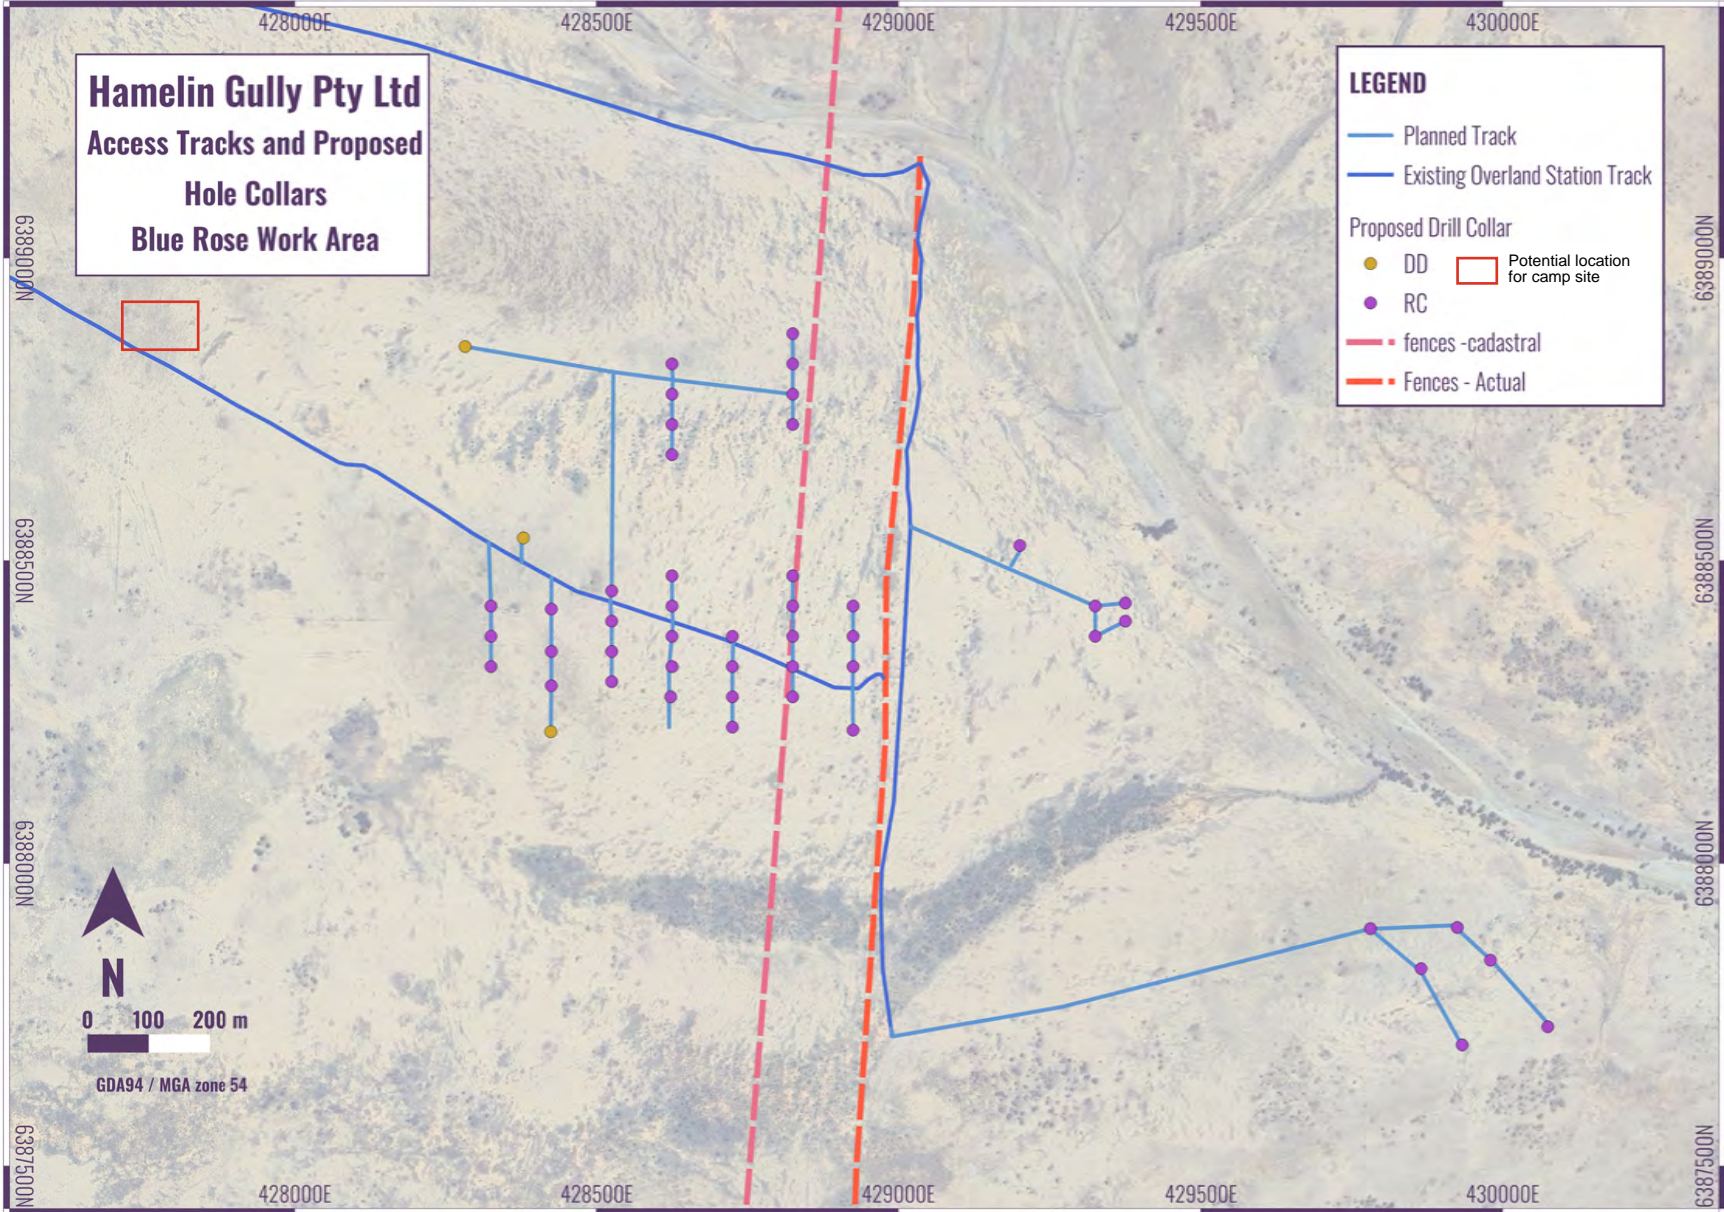 428000E
428500E
429000E
429500E
430000E
Hamelin Gully Pty Ltd
Access Tracks and Proposed
Hole Collars
Blue Rose Work Area
LEGEND
Planned Track
Existing Overland Station Track
Proposed Drill Collar
DD
Potential location
for camp site
RC
fences -cadastral
Fences - Actual
6389000N
6389000N
6388500N
6388500N
6388000N
6388000N
N
0 100 200 m
GDA94 / MGA zone 54
6387500N
6387500N
428000E
428500E
429000E
429500E
430000E